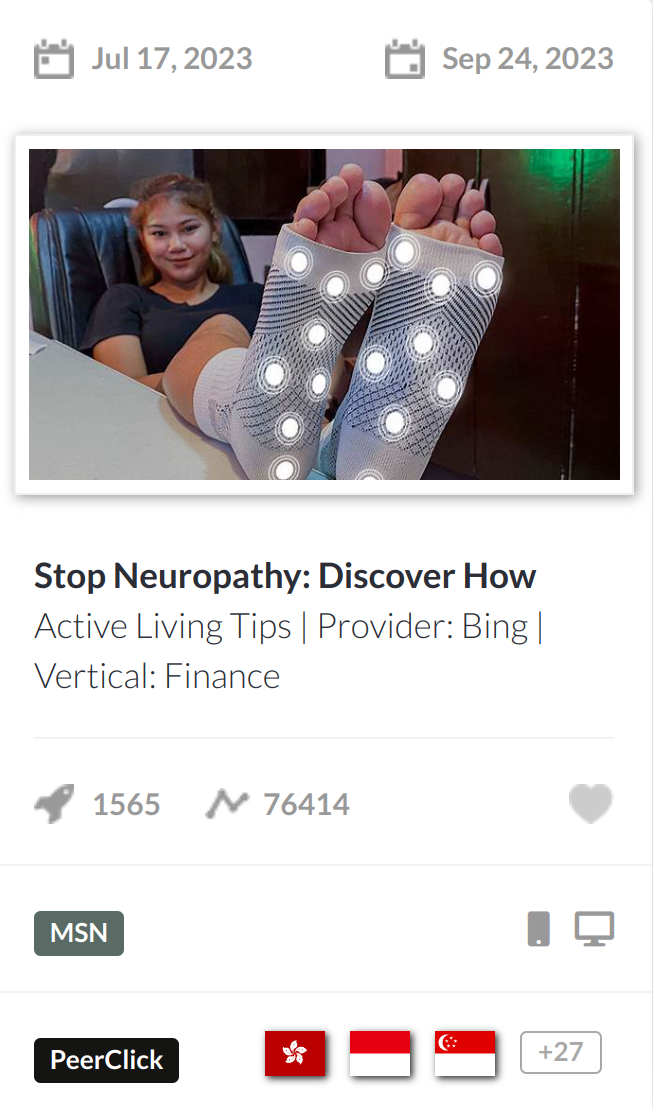 Jul 17, 2023
Sep 24, 2023
Stop Neuropathy: Discover How
Active Living Tips | Provider: Bing |
Vertical: Finance
1565
76414
MSN
PeerClick
+27